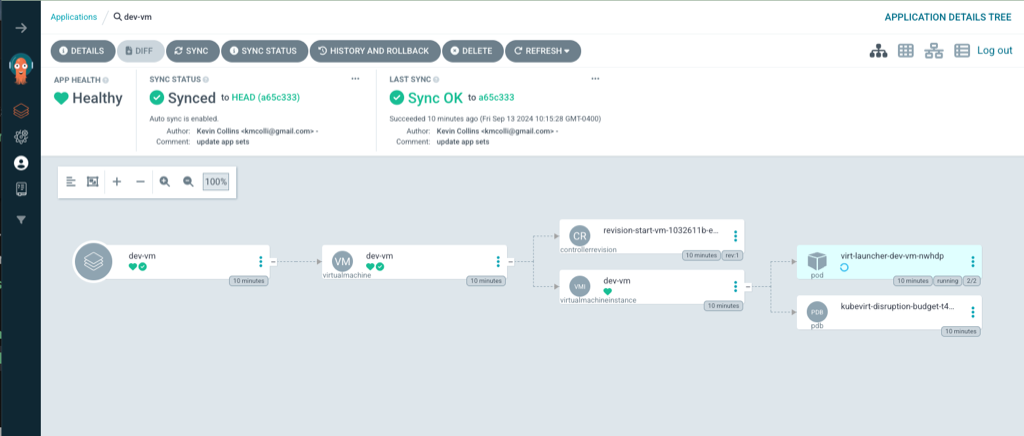 Applications / dev-vm
APPLICATION DETAILS TREE
DETAILS
DIFF
SYNC
SYNC STATUS
HISTORY AND ROLLBACK
DELETE
REFRESH
Log out
APP HEALTH
Healthy
SYNC STATUS
Synced to HEAD (a65c333)
Auto sync is enabled.
Author: Kevin Collins <kmcolli@gmail.com> -
Comment: update app sets
LAST SYNC
Sync OK to a65c333
Succeeded 10 minutes ago (Fri Sep 13 2024 10:15:28 GMT-0400)
Author: Kevin Collins <kmcolli@gmail.com> -
Comment: update app sets
100%
dev-vm
10 minutes
VM
virtualmachine
dev-vm
10 minutes
CR
controllerrevision
revision-start-vm-1032611b-e...
10 minutes
rev:1
VMI
virtualmachineinstance
dev-vm
10 minutes
pod
virt-launcher-dev-vm-nwhdp
10 minutes
running
2/2
PDB
pdb
kubevirt-disruption-budget-t4...
10 minutes